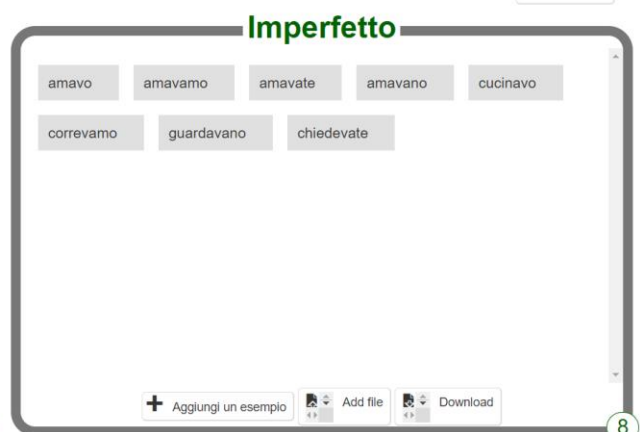 Imperfetto
amavo amavamo amavate amavano cucinavo
correvamo guardavano chiedevate
Aggiungi un esempio Add file Download
8